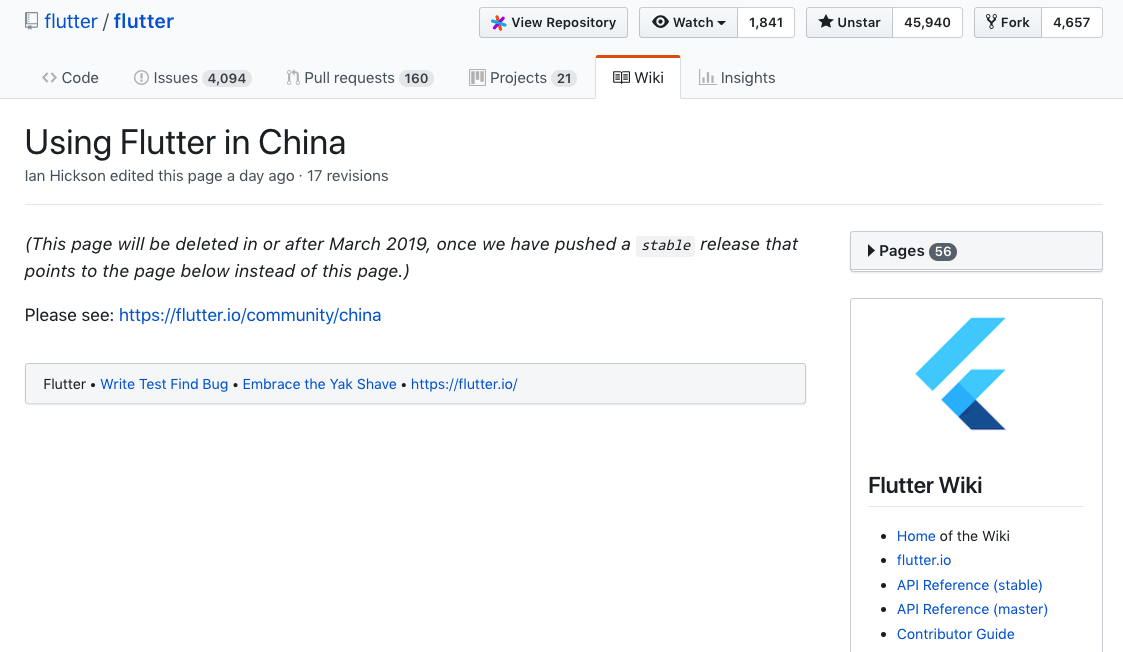 flutter / flutter
View Repository
Watch 1,841
Unstar 45,940
Fork 4,657
Code
Issues 4,094
Pull requests 160
Projects 21
Wiki
Insights
Using Flutter in China
Ian Hickson edited this page a day ago · 17 revisions
(This page will be deleted in or after March 2019, once we have pushed a stable release that
points to the page below instead of this page.)
Please see: https://flutter.io/community/china
Flutter • Write Test Find Bug • Embrace the Yak Shave • https://flutter.io/
Pages 56
Flutter Wiki
• Home of the Wiki
• flutter.io
• API Reference (stable)
• API Reference (master)
• Contributor Guide